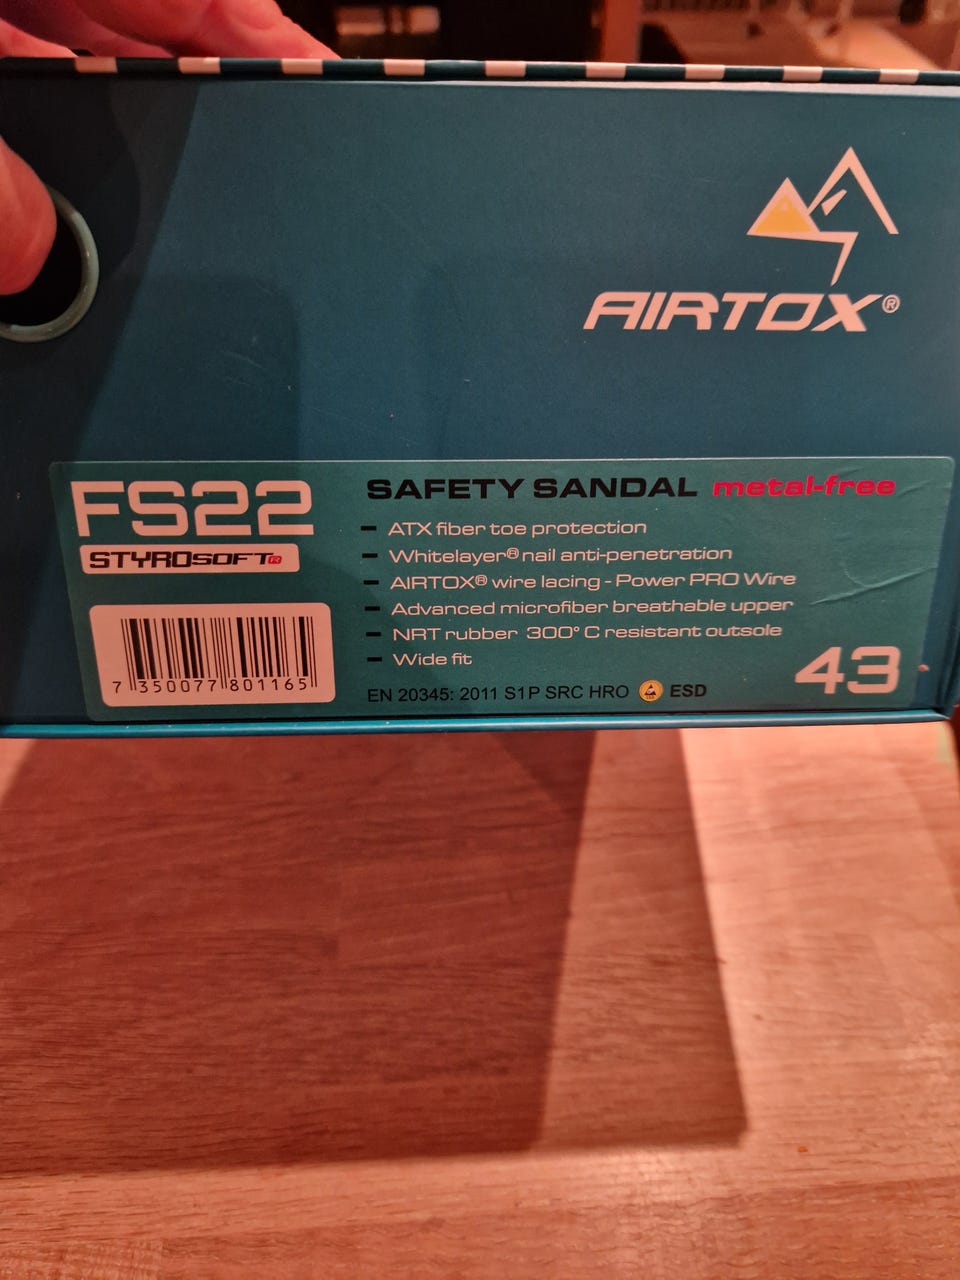 AIRTOX®
FS22
STYROSOFT®
7 350077 801165
SAFETY SANDAL metal-free
- ATX fiber toe protection
- Whitelayer® nail anti-penetration
- AIRTOX® wire lacing - Power PRO Wire
- Advanced microfiber breathable upper
- NRT rubber 300° C resistant outsole
- Wide fit
EN 20345: 2011 S1P SRC HRO ESD
43